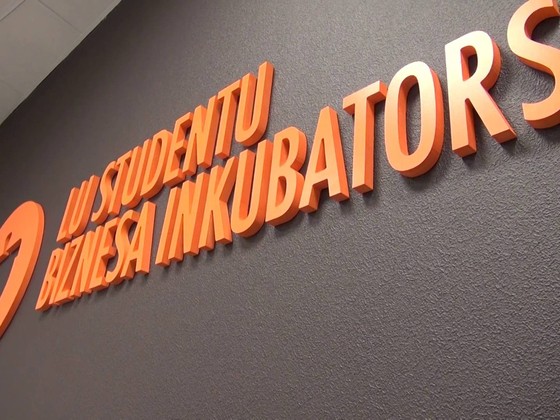 LU STUDENTU
BIZNESA INKUBATORS